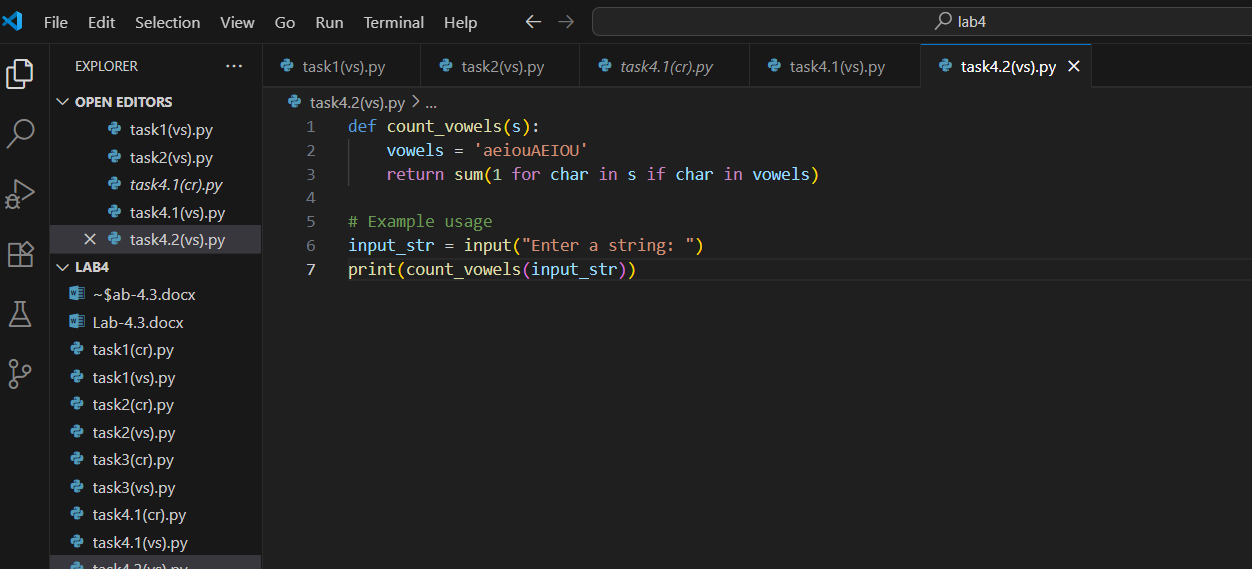 File Edit Selection View Go Run Terminal Help ← → lab4
EXPLORER ...
task1(vs).py task2(vs).py task4.1(cr).py task4.1(vs).py task4.2(vs).py ×
OPEN EDITORS
task1(vs).py
task2(vs).py
task4.1(cr).py
task4.1(vs).py
× task4.2(vs).py
LAB4
~$ab-4.3.docx
Lab-4.3.docx
task1(cr).py
task1(vs).py
task2(cr).py
task2(vs).py
task3(cr).py
task3(vs).py
task4.1(cr).py
task4.1(vs).py
task4.2(vs).py
task4.2(vs).py > ...
1 def count_vowels(s):
2     vowels = 'aeiouAEIOU'
3     return sum(1 for char in s if char in vowels)
4
5 # Example usage
6 input_str = input("Enter a string: ")
7 print(count_vowels(input_str))